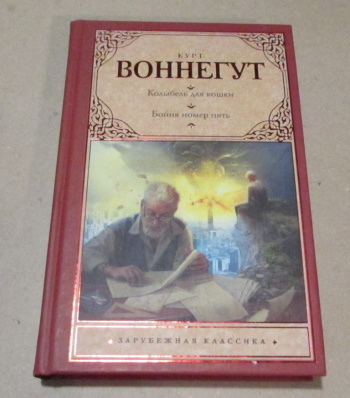 КУРТ
ВОННЕГУТ
Колыбель для кошки
Бойня номер пять
ЗАРУБЕЖНАЯ КЛАССИКА